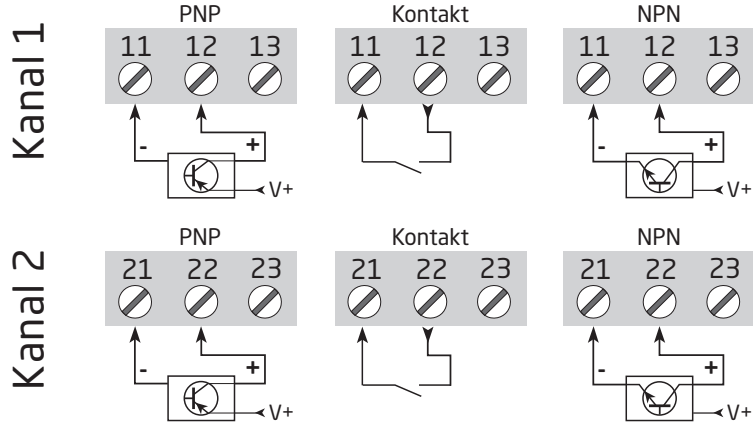 Kanal 1
PNP Kontakt NPN
11 12 13 11 12 13 11 12 13
- + - +
V+ V+
Kanal 2
PNP Kontakt NPN
21 22 23 21 22 23 21 22 23
- + - +
V+ V+